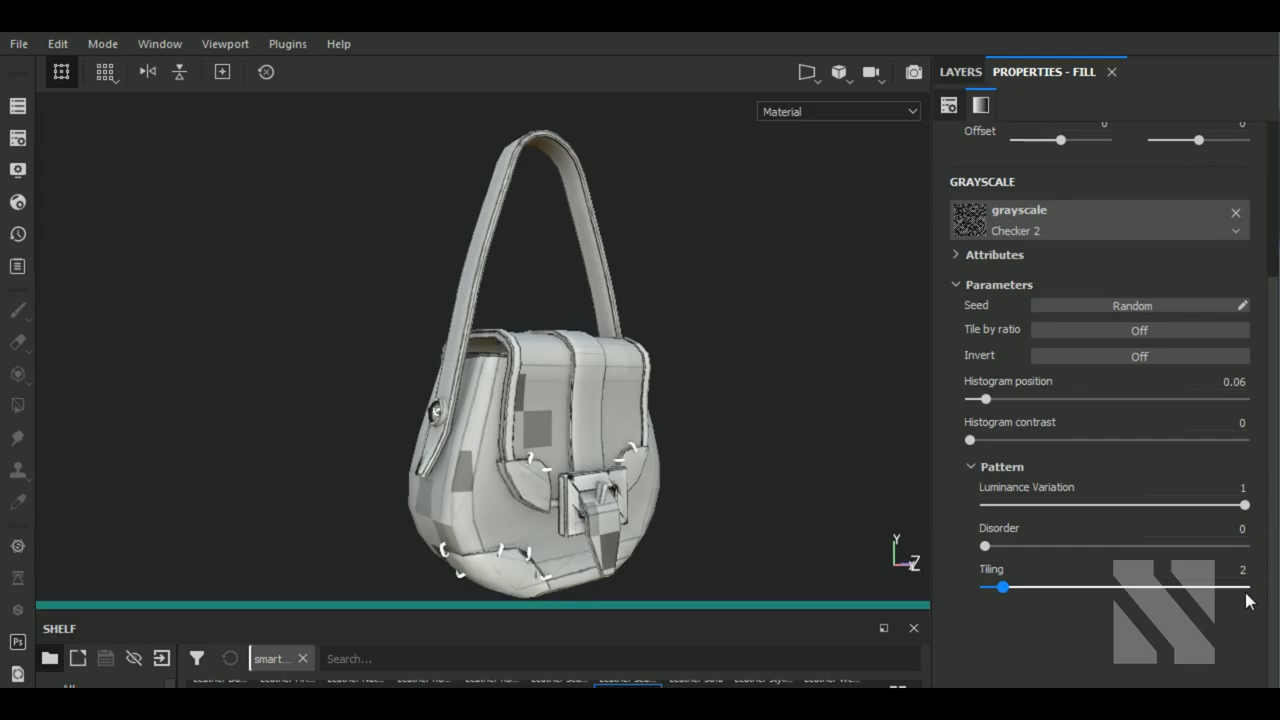 File Edit Mode Window Viewport Plugins Help
LAYERS PROPERTIES - FILL
Material
Offset 0 0
GRAYSCALE
grayscale
Checker 2
Attributes
Parameters
Seed Random
Tile by ratio Off
Invert Off
Histogram position 0.06
Histogram contrast 0
Pattern
Luminance Variation 1
Disorder 0
Tiling 2
Y
Z
SHELF
Ps
smart... Search...